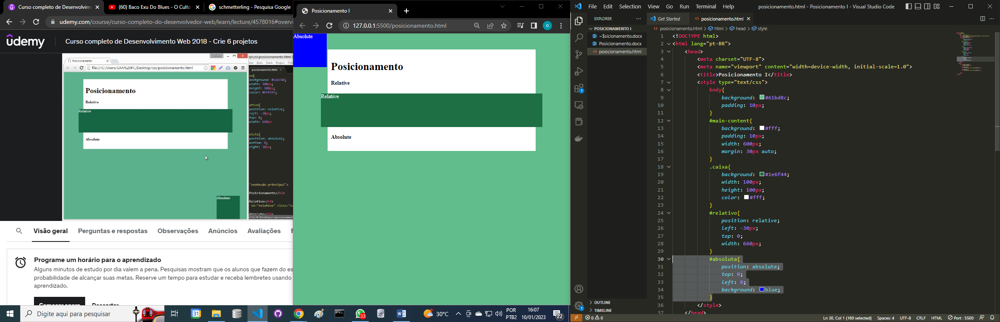 Curso completo de Desenvolvim
(60) Baco Exu Do Blues - O Culto
schmetterling - Pesquisa Google
udemy.com/course/curso-completo-do-desenvolvedor-web/learn/lecture/4578016#overvi
udemy
Curso completo de Desenvolvimento Web 2018 - Crie 6 projetos
Posicionamento
file:///C:/Users/SAA%20PC/Desktop/css/posicionamento.html
Posicionamento
Relative
Relative
Absolute
Absolute
op\css\posicionamento.html
Goto Tools Project
posicionamento.html
xa{
background: #1e6f44;
width: 100px;
height: 100px;
color: #FFFFFF;
ativo{
position: relative;
left: -30px;
top: 0;
width: 660px
oluta{
position: absolute;
bottom: 0;
right: 30px;
="conteudo-principal">
>Posicionamento</h1>
>Relative</h4>
id="relativo" class="ca
>Absolute</h4>
Visão geral
Perguntas e respostas
Observações
Anúncios
Avaliações
Programe um horário para o aprendizado
Alguns minutos de estudo por dia valem a pena. Pesquisas mostram que os alunos que fazem do es
probabilidade de alcançar suas metas. Reserve um tempo para estudar e receba lembretes usando
aprendizado.
Posicionamento I
127.0.0.1:5500/posicionamento.html
o
Absolute
Posicionamento
Relative
Relative
Absolute
File Edit Selection View Go Run Terminal Help
posicionamento.html - Posicionamento I - Visual Studio Code
EXPLORER
POSICIONAMENTO I
~$sicionamento.docx
Posicionamento.docx
posicionamento.html
OUTLINE
TIMELINE
Get Started
posicionamento.html
posicionamento.html > html > head > style
1 <!DOCTYPE html>
2 <html lang="pt-BR">
3 <head>
4 <meta charset="UTF-8">
5 <meta name="viewport" content="width=device-width, initial-scale=1.0">
6 <title>Posicionamento I</title>
7 <style type="text/css">
8 body{
9 background: #61bd8c;
10 padding: 10px;
11 }
12 #main-content{
13 background: #fff;
14 padding: 10px;
15 width: 600px;
16 margin: 30px auto;
17 }
18 .caixa{
19 background: #1e6f44;
20 width: 100px;
21 height: 100px;
22 color: #fff;
23 }
24 #relativo{
25 position: relative;
26 left: -30px;
27 top: 0;
28 width: 660px;
29 }
30 #absoluta{
31 position: absolute;
32 top: 0;
33 left: 0;
34 background: blue;
35 }
36 </style>
37 </head>
1
1
0 0
Ln 30, Col 1 (160 selected)
Spaces: 4
UTF-8
CRLF
HTML
Port : 5500
Digite aqui para pesquisar
31
33
30°C
POR
PTB2
16:07
10/01/2023
22